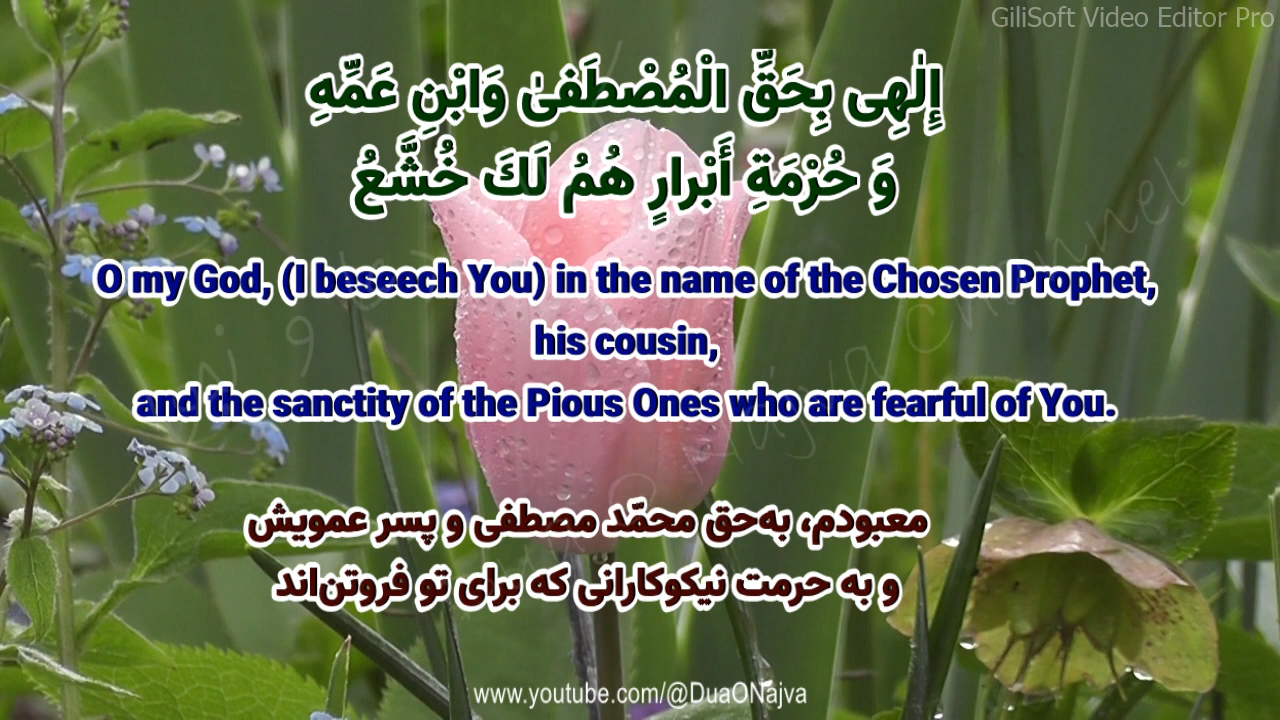 GiliSoft Video Editor Pro
إِلٰهِی بِحَقِّ الْمُصْطَفیٰ وَابْنِ عَمِّهِ
وَ حُرْمَةِ أَبْرارٍ هُمُ لَكَ خُشَّعُ
O my God, (I beseech You) in the name of the Chosen Prophet,
his cousin,
and the sanctity of the Pious Ones who are fearful of You.
معبودم، به‌حق محمّد مصطفی و پسر عمویش
و به حرمت نیکوکارانی که برای تو فروتن‌اند
www.youtube.com/@DuaONajva